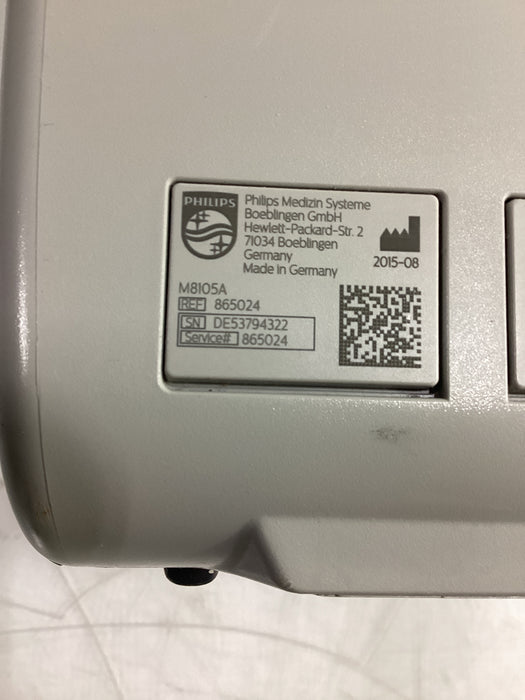 PHILIPS
Philips Medizin Systeme
Boeblingen GmbH
Hewlett-Packard-Str. 2
71034 Boeblingen
Germany
Made in Germany
2015-08
M8105A
REF 865024
SN DE53794322
Service# 865024